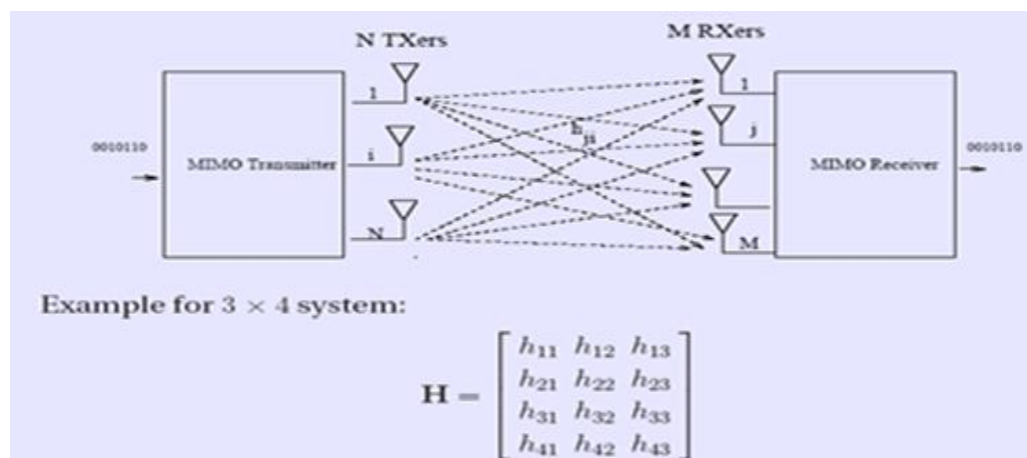 N TXers
M RXers
1
1
h
ji
j
0010110
MIMO Transmitter
i
MIMO Receiver
0010110
N
M
Example for 3 × 4 system:
H = [ h11 h12 h13
h21 h22 h23
h31 h32 h33
h41 h42 h43 ]